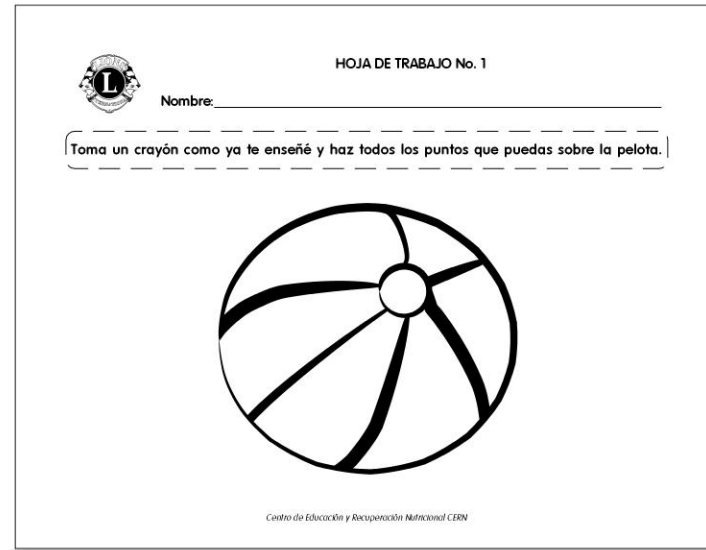 HOJA DE TRABAJO No. 1
L
Nombre:
Toma un crayón como ya te enseñé y haz todos los puntos que puedas sobre la pelota.
Centro de Educación y Recuperación Nutricional CERN